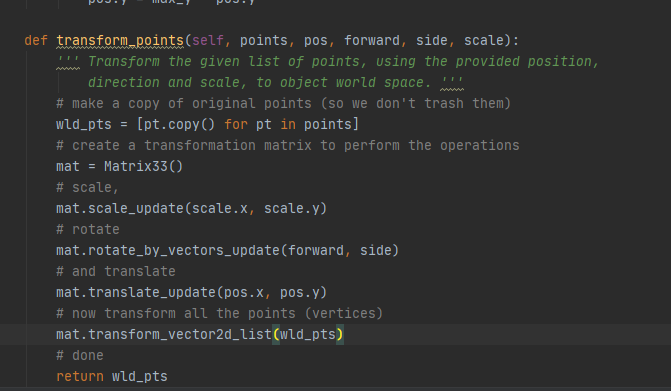 def transform_points(self, points, pos, forward, side, scale):
''' Transform the given list of points, using the provided position,
direction and scale, to object world space. '''
# make a copy of original points (so we don't trash them)
wld_pts = [pt.copy() for pt in points]
# create a transformation matrix to perform the operations
mat = Matrix33()
# scale,
mat.scale_update(scale.x, scale.y)
# rotate
mat.rotate_by_vectors_update(forward, side)
# and translate
mat.translate_update(pos.x, pos.y)
# now transform all the points (vertices)
mat.transform_vector2d_list(wld_pts)
# done
return wld_pts